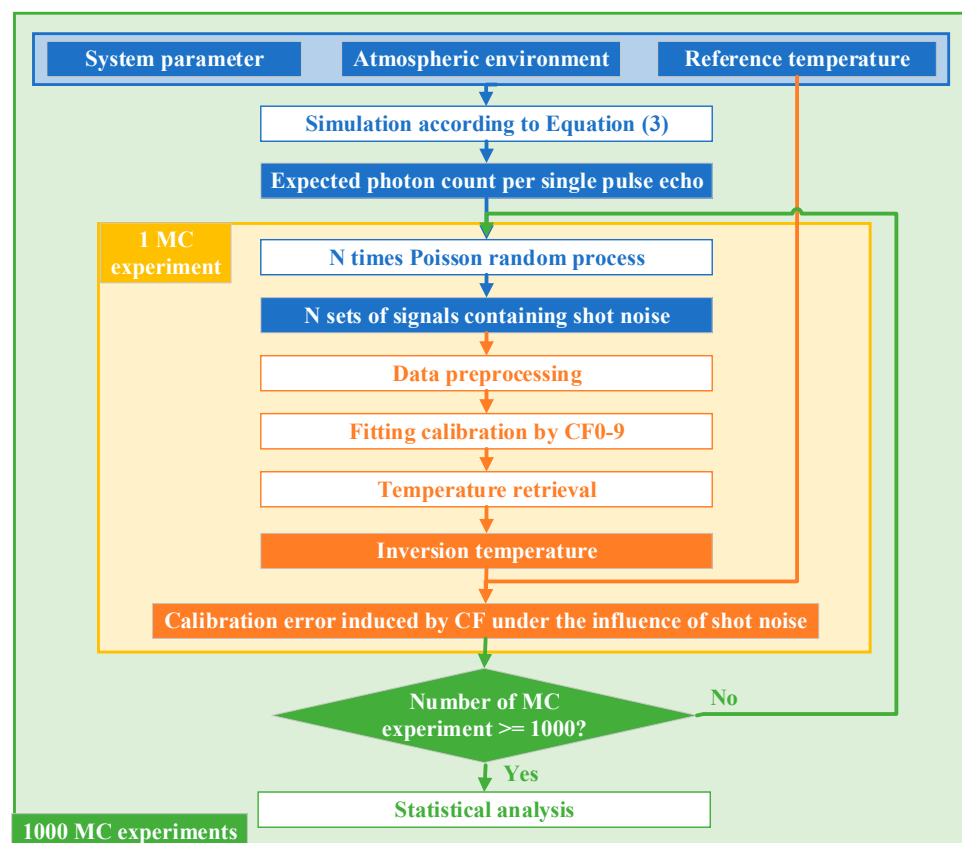 System parameter
Atmospheric environment
Reference temperature
Simulation according to Equation (3)
Expected photon count per single pulse echo
1 MC
experiment
N times Poisson random process
N sets of signals containing shot noise
Data preprocessing
Fitting calibration by CF0-9
Temperature retrieval
Inversion temperature
Calibration error induced by CF under the influence of shot noise
Number of MC
experiment >= 1000?
No
Yes
Statistical analysis
1000 MC experiments